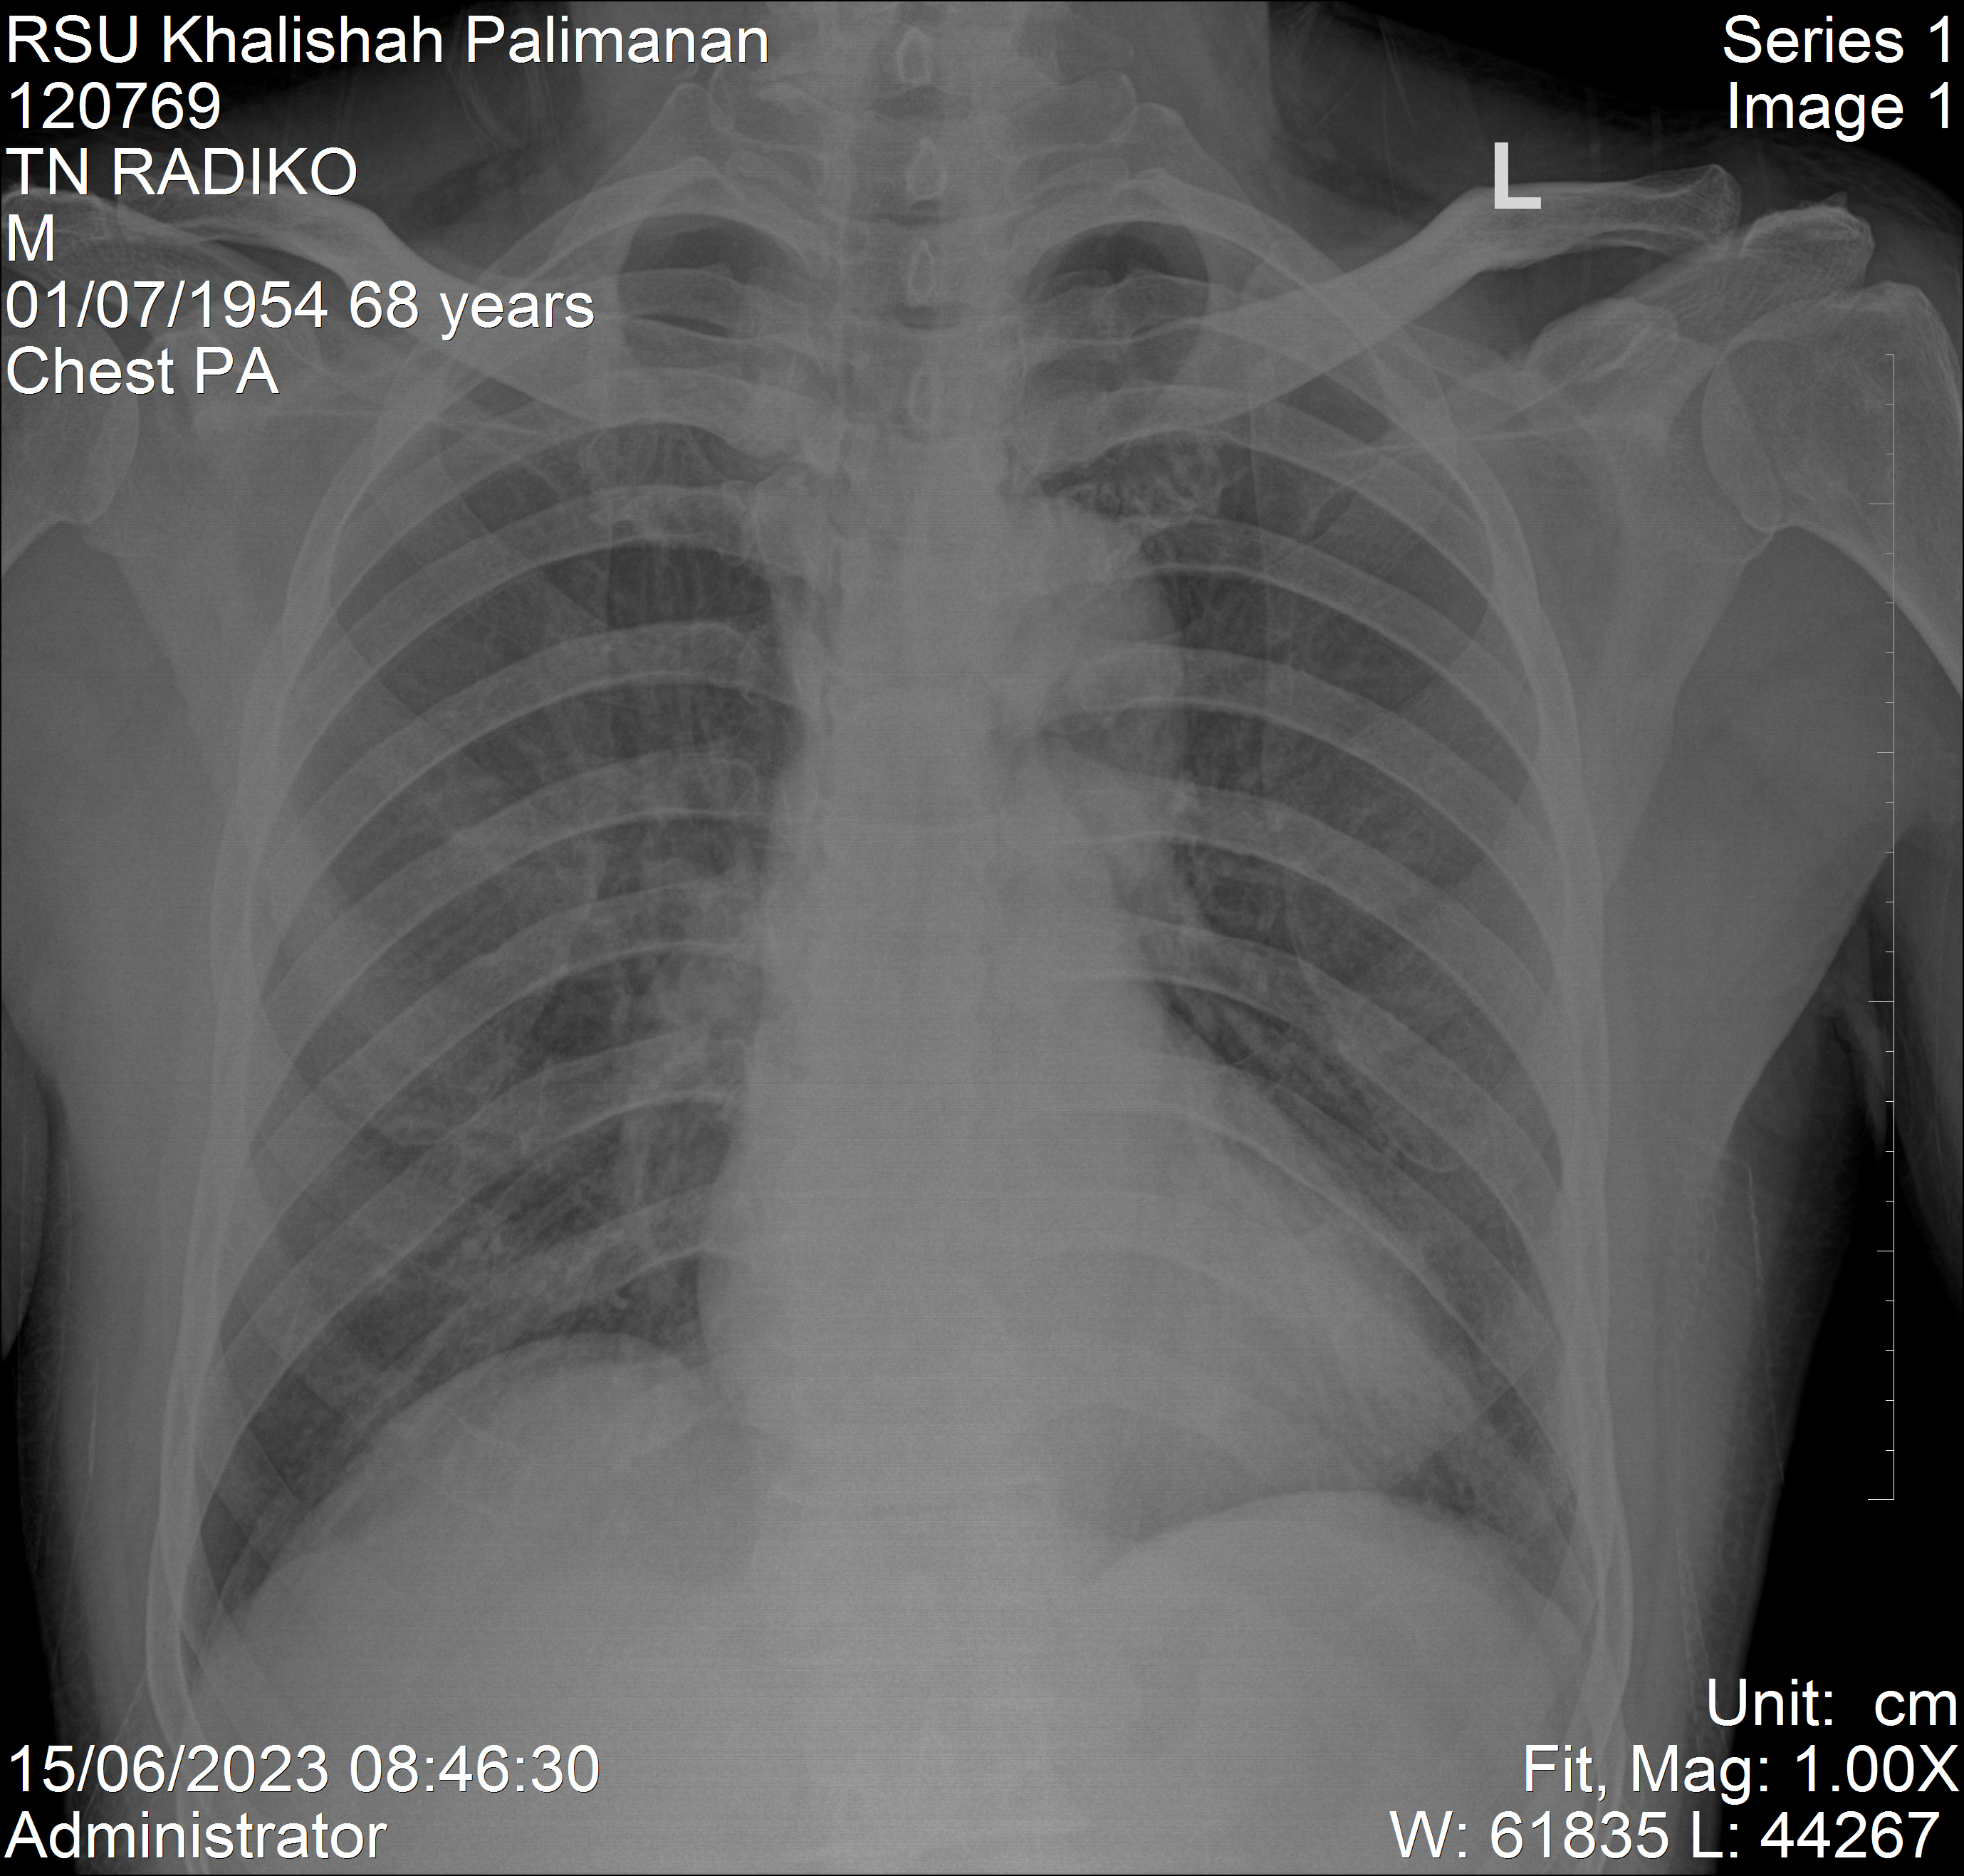 RSU Khalishah Palimanan
120769
TN RADIKO
M
01/07/1954 68 years
Chest PA
Series 1
Image 1
L
Unit: cm
Fit, Mag: 1.00X
W: 61835 L: 44267
15/06/2023 08:46:30
Administrator